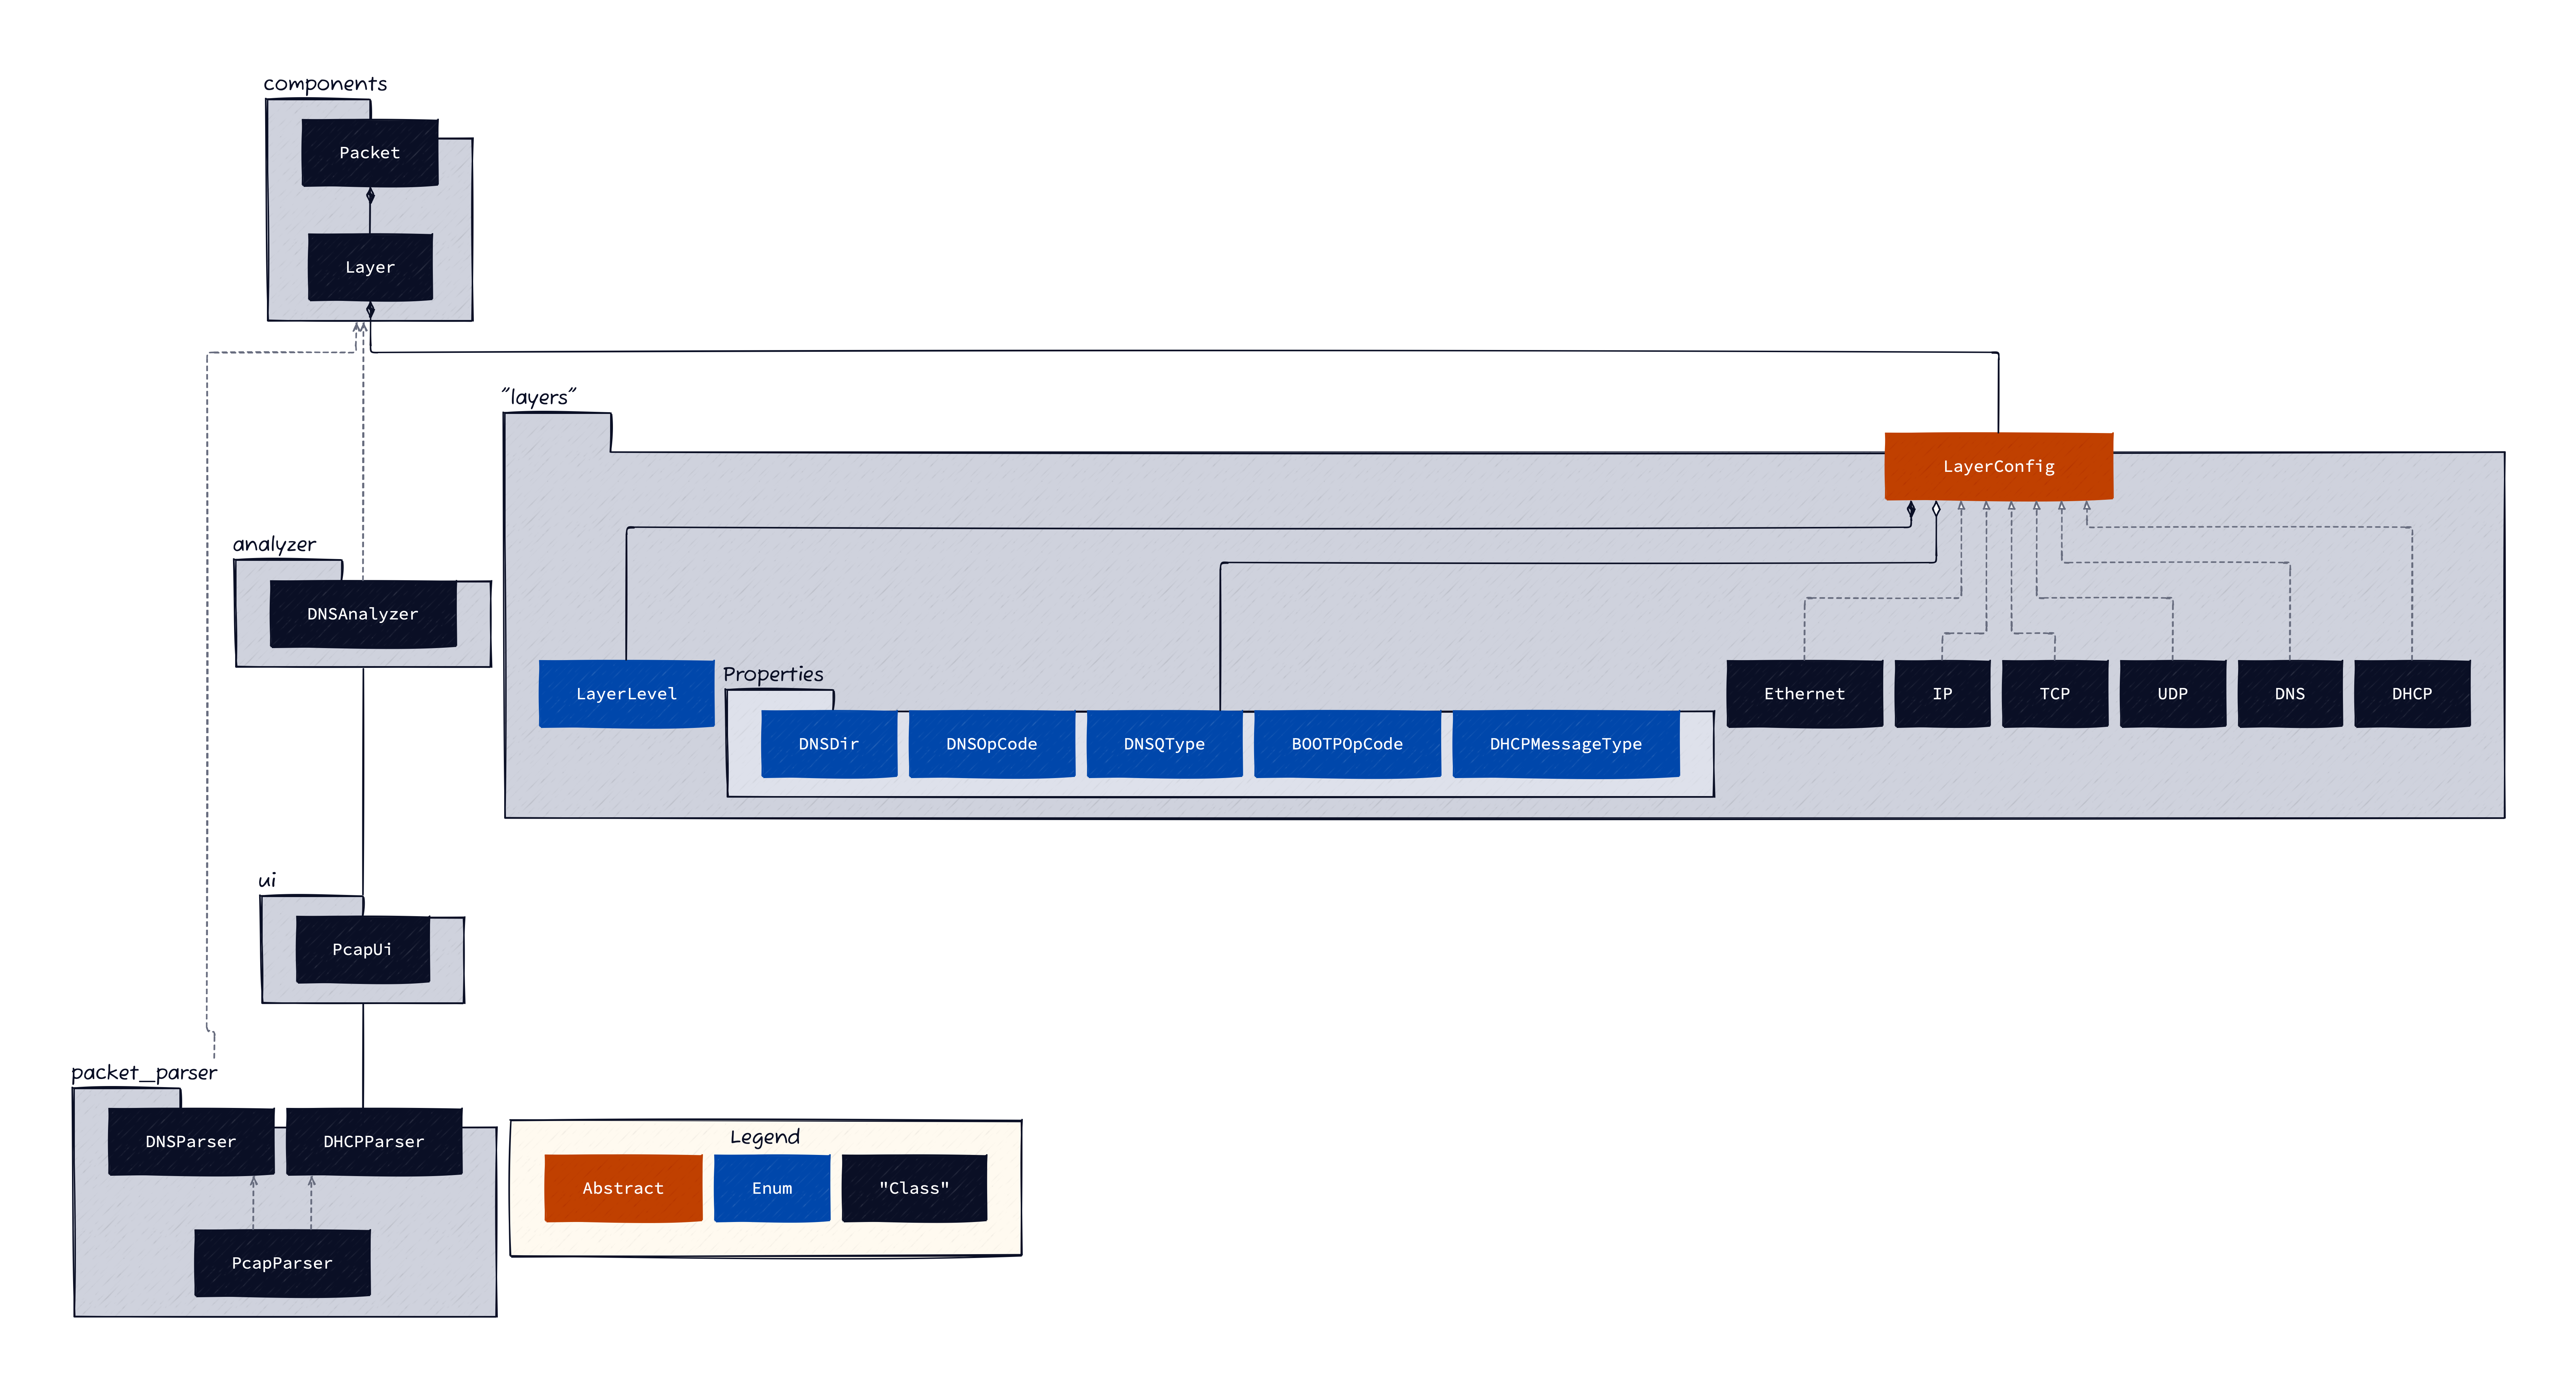 components
Packet
Layer
"layers"
LayerConfig
analyzer
DNSAnalyzer
LayerLevel
Properties
DNSDir
DNSOpCode
DNSQType
BOOTPOpCode
DHCPMessageType
Ethernet
IP
TCP
UDP
DNS
DHCP
ui
PcapUi
packet_parser
DNSParser
DHCPParser
PcapParser
Legend
Abstract
Enum
"Class"